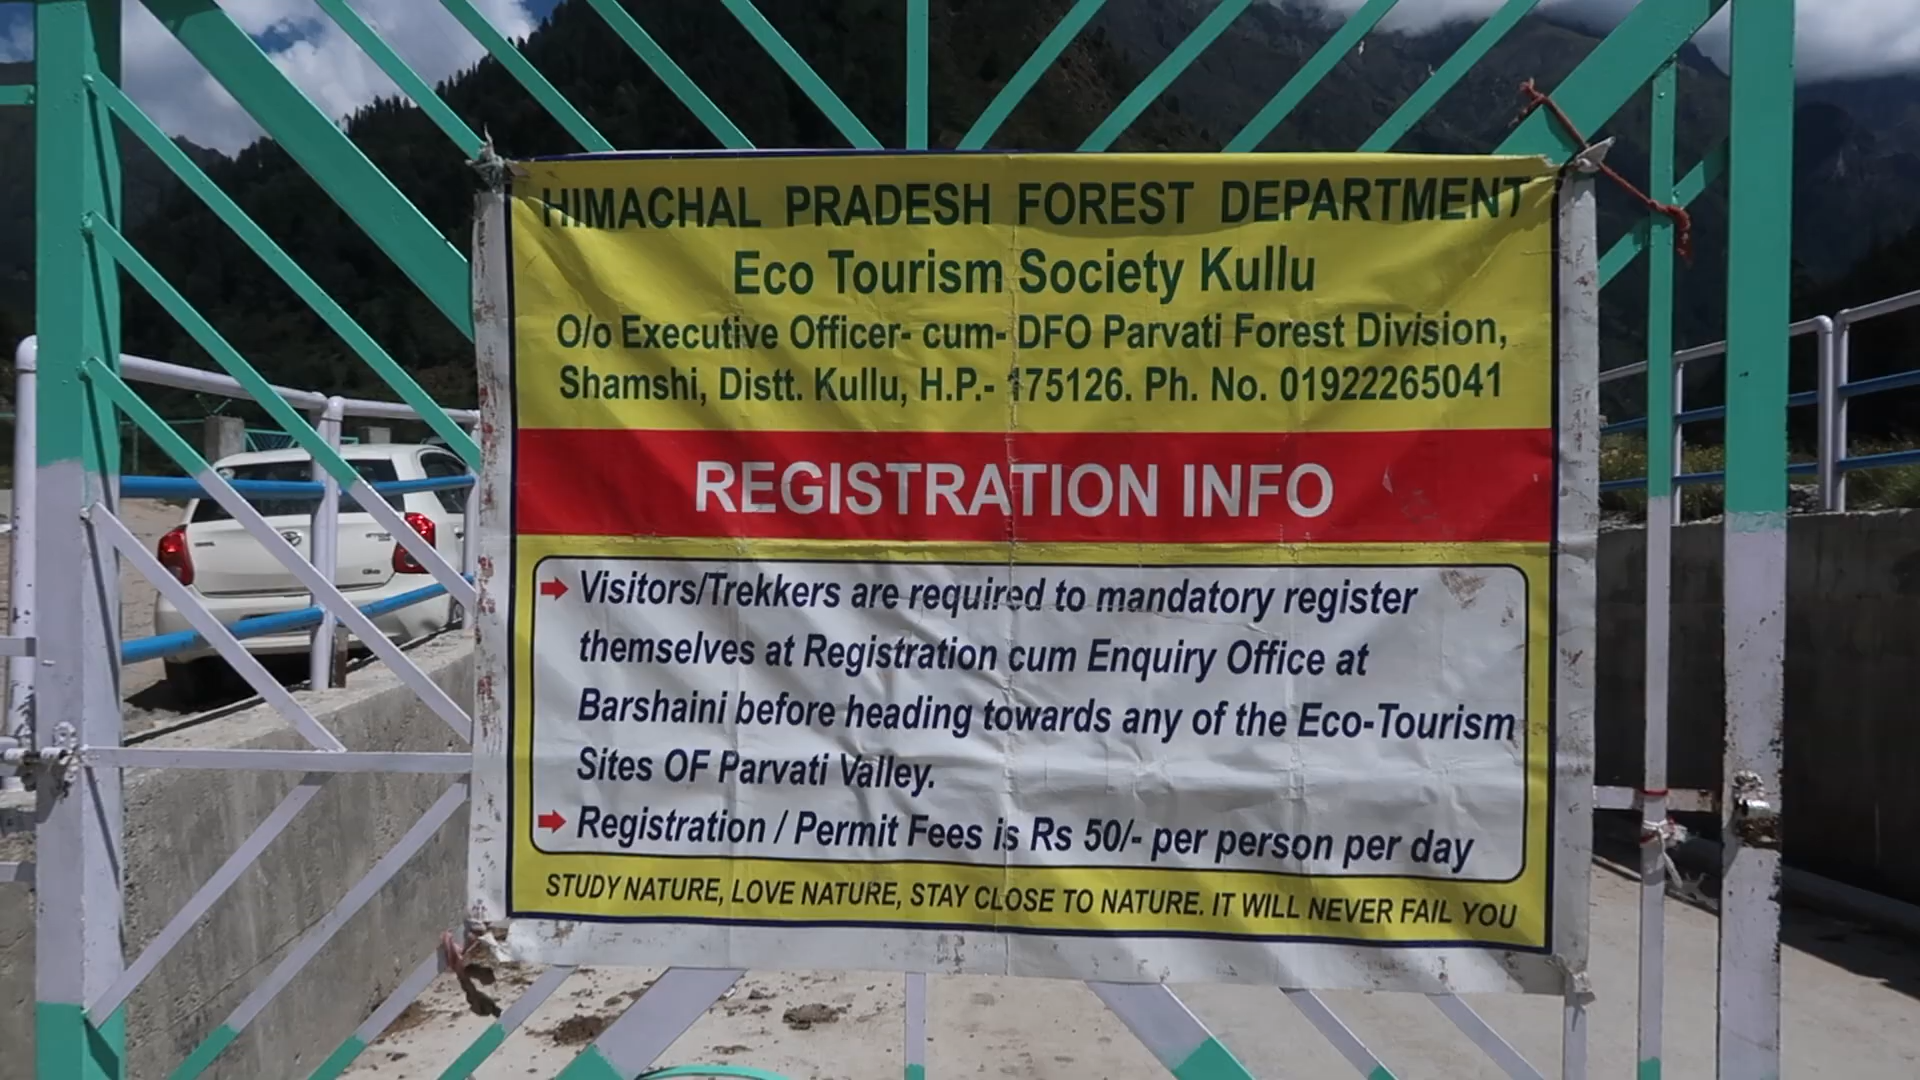 HIMACHAL PRADESH FOREST DEPARTMENT
Eco Tourism Society Kullu
O/o Executive Officer- cum- DFO Parvati Forest Division,
Shamshi, Distt. Kullu, H.P.- 175126. Ph. No. 01922265041
REGISTRATION INFO
Visitors/Trekkers are required to mandatory register
themselves at Registration cum Enquiry Office at
Barshaini before heading towards any of the Eco-Tourism
Sites OF Parvati Valley.
Registration / Permit Fees is Rs 50/- per person per day
STUDY NATURE, LOVE NATURE, STAY CLOSE TO NATURE. IT WILL NEVER FAIL YOU